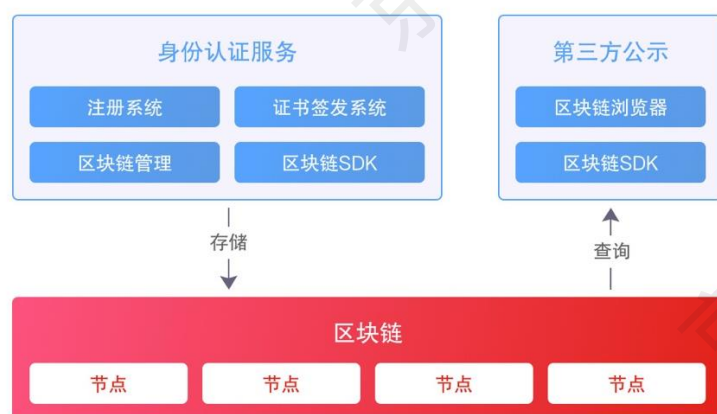 身份认证服务
注册系统
证书签发系统
区块链管理
区块链SDK
第三方公示
区块链浏览器
区块链SDK
存储
查询
区块链
节点
节点
节点
节点